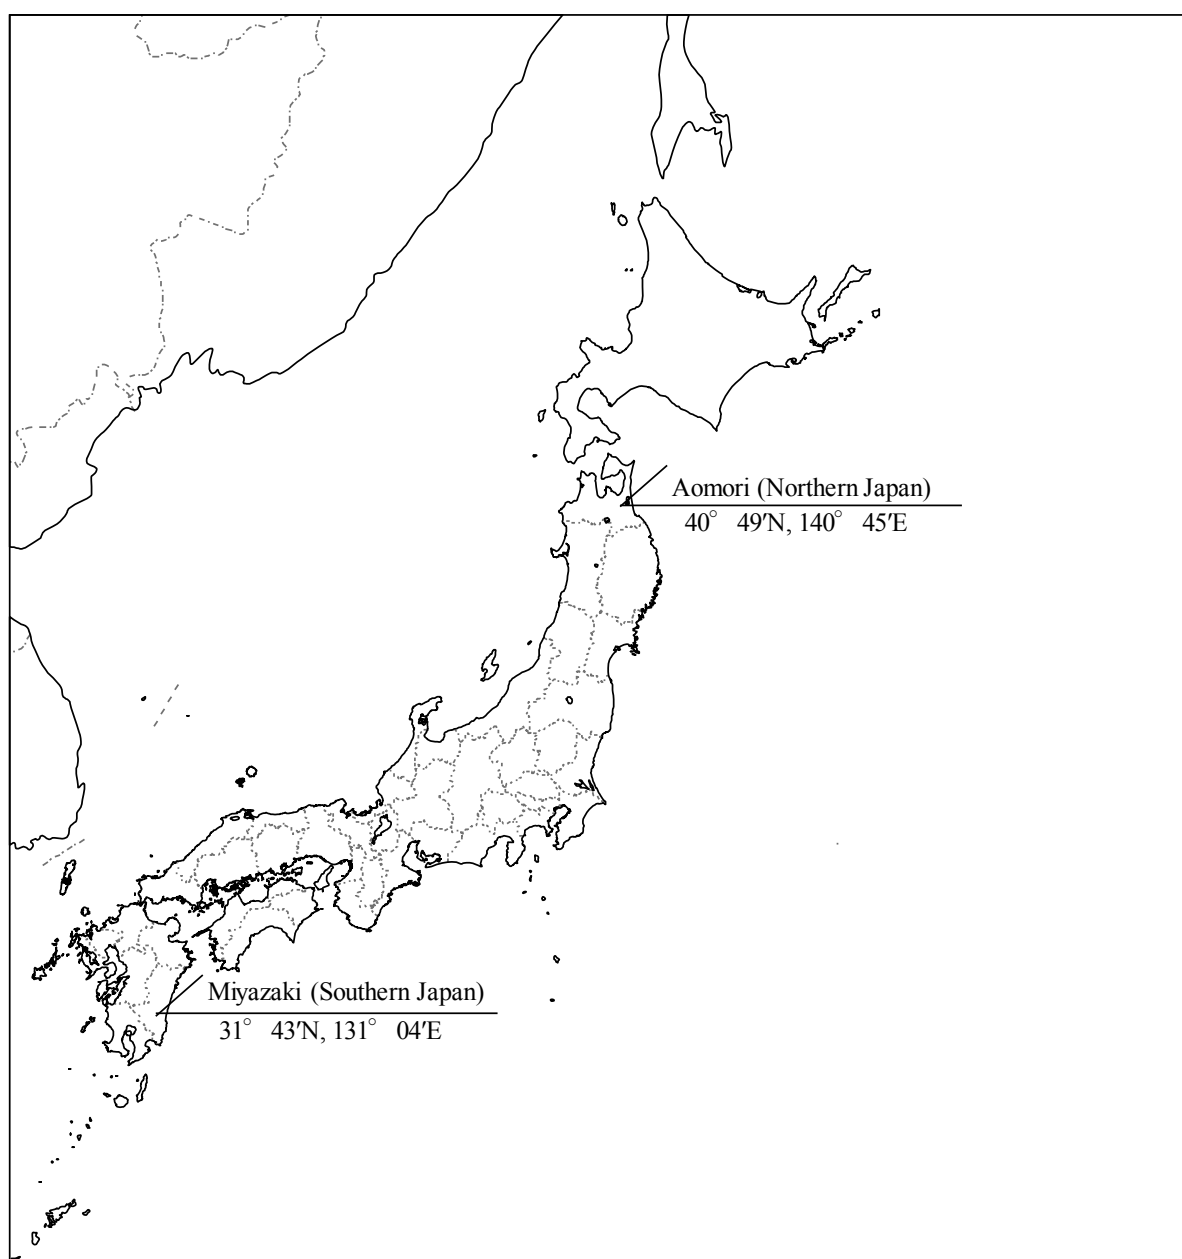 Aomori (Northern Japan)
40° 49′N, 140° 45′E
Miyazaki (Southern Japan)
31° 43′N, 131° 04′E